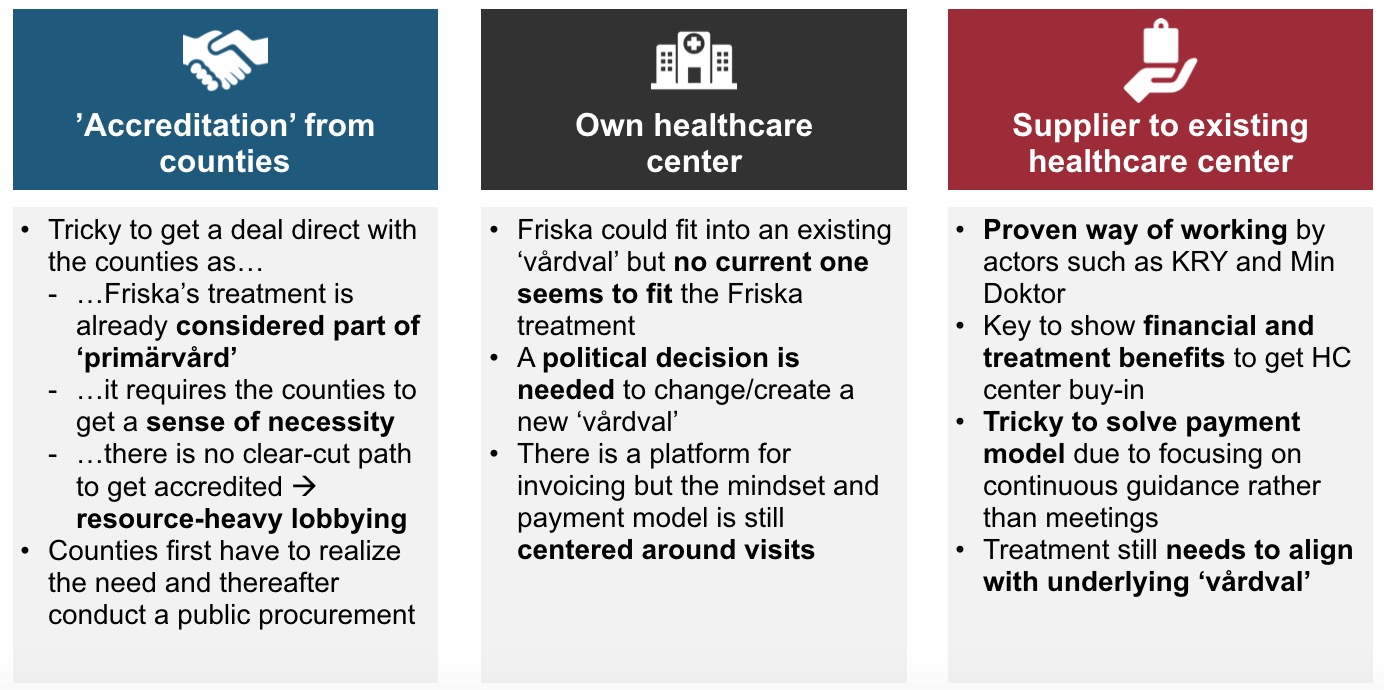 ’Accreditation’ from
counties
• Tricky to get a deal direct with
the counties as…
- …Friska’s treatment is
already considered part of
‘primärvård’
- …it requires the counties to
get a sense of necessity
- …there is no clear-cut path
to get accredited →
resource-heavy lobbying
• Counties first have to realize
the need and thereafter
conduct a public procurement
Own healthcare
center
• Friska could fit into an existing
‘vårdval’ but no current one
seems to fit the Friska
treatment
• A political decision is
needed to change/create a
new ‘vårdval’
• There is a platform for
invoicing but the mindset and
payment model is still
centered around visits
Supplier to existing
healthcare center
• Proven way of working by
actors such as KRY and Min
Doktor
• Key to show financial and
treatment benefits to get HC
center buy-in
• Tricky to solve payment
model due to focusing on
continuous guidance rather
than meetings
• Treatment still needs to align
with underlying ‘vårdval’